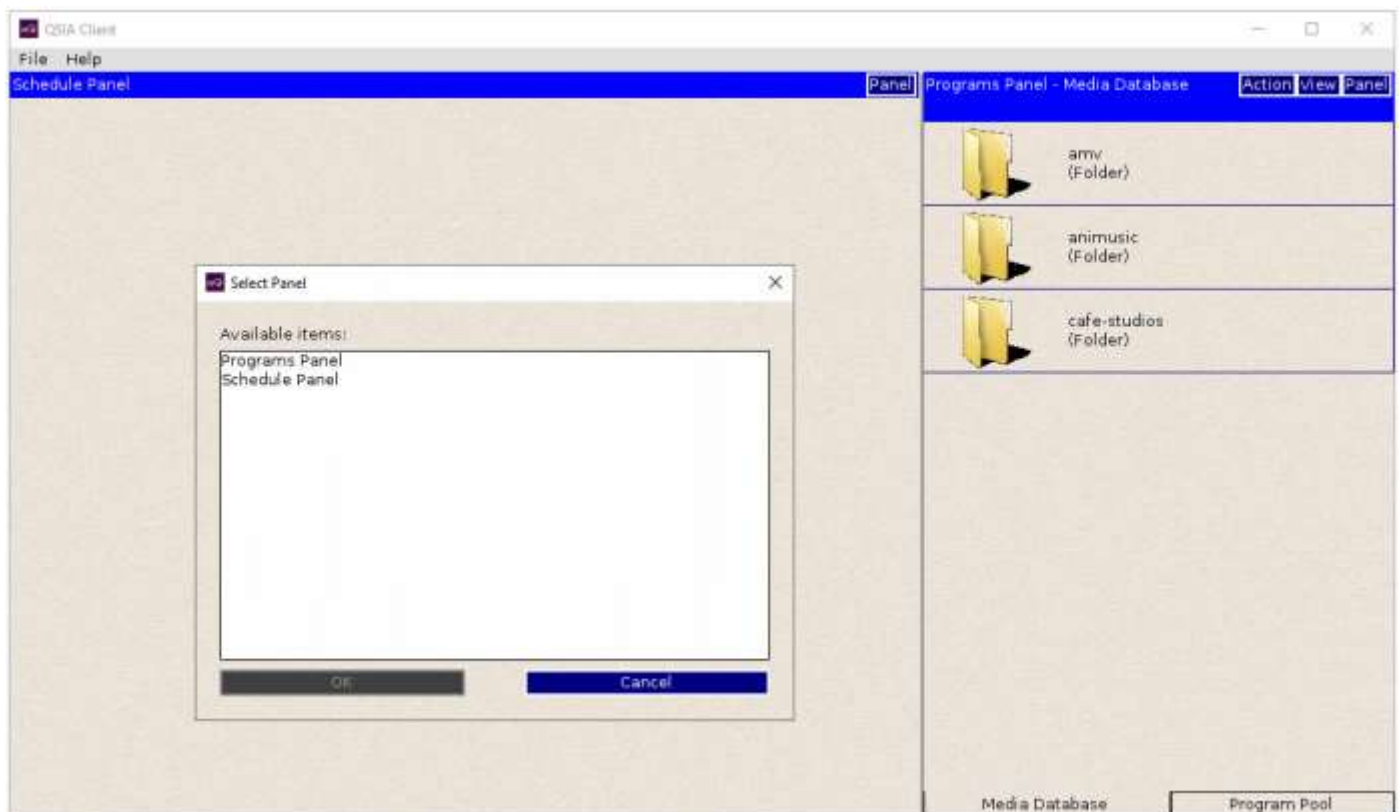 QSIA Client
File Help
Schedule Panel Panel
Programs Panel - Media Database Action View Panel
amv
(Folder)
animusic
(Folder)
cafe-studios
(Folder)
Select Panel
Available items:
Programs Panel
Schedule Panel
OK Cancel
Media Database Program Pool